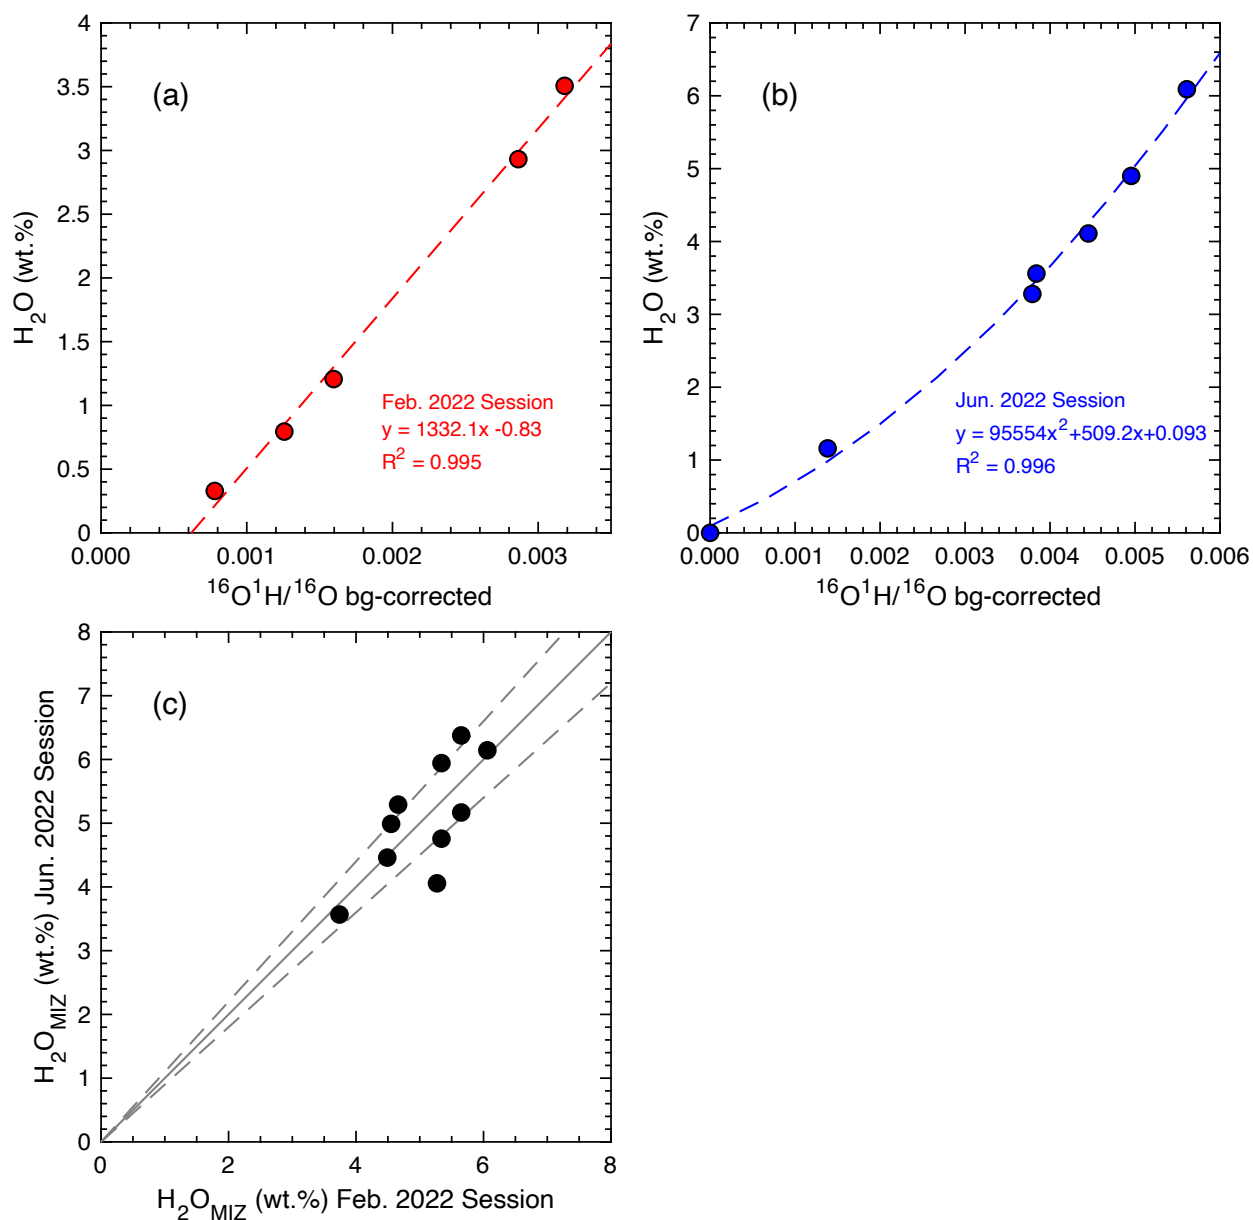 4
3.5
3
2.5
2
1.5
1
0.5
0
H₂O (wt.%)
(a)
Feb. 2022 Session
y = 1332.1x -0.83
R² = 0.995
0.000 0.001 0.002 0.003
¹⁶O¹H/¹⁶O bg-corrected
7
6
5
4
3
2
1
0
H₂O (wt.%)
(b)
Jun. 2022 Session
y = 95554x²+509.2x+0.093
R² = 0.996
0.000 0.001 0.002 0.003 0.004 0.005 0.006
¹⁶O¹H/¹⁶O bg-corrected
8
7
6
5
4
3
2
1
0
H₂O_MIZ (wt.%) Jun. 2022 Session
(c)
0 2 4 6 8
H₂O_MIZ (wt.%) Feb. 2022 Session